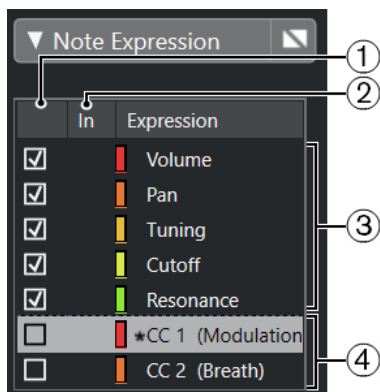 Note Expression
1
2
In Expression
Volume
Pan
3
Tuning
Cutoff
Resonance
*CC 1 (Modulation
4
CC 2 (Breath)